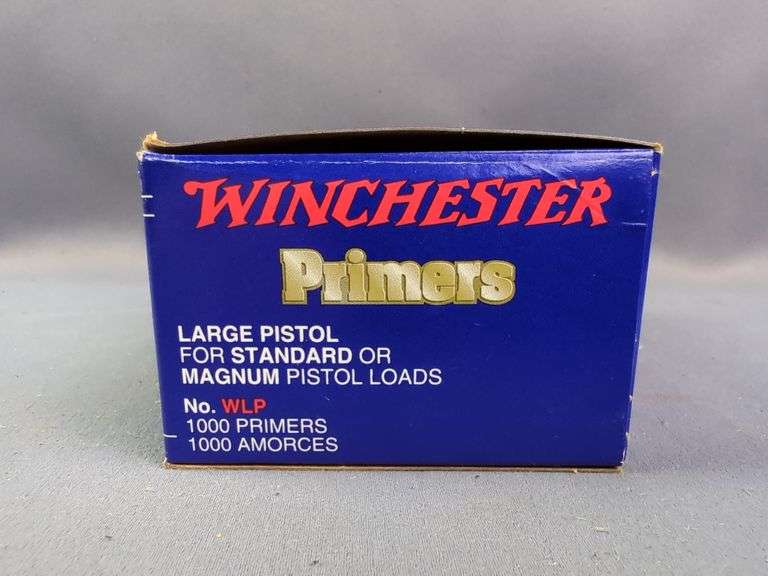 WINCHESTER
Primers
LARGE PISTOL
FOR STANDARD OR
MAGNUM PISTOL LOADS
No. WLP
1000 PRIMERS
1000 AMORCES